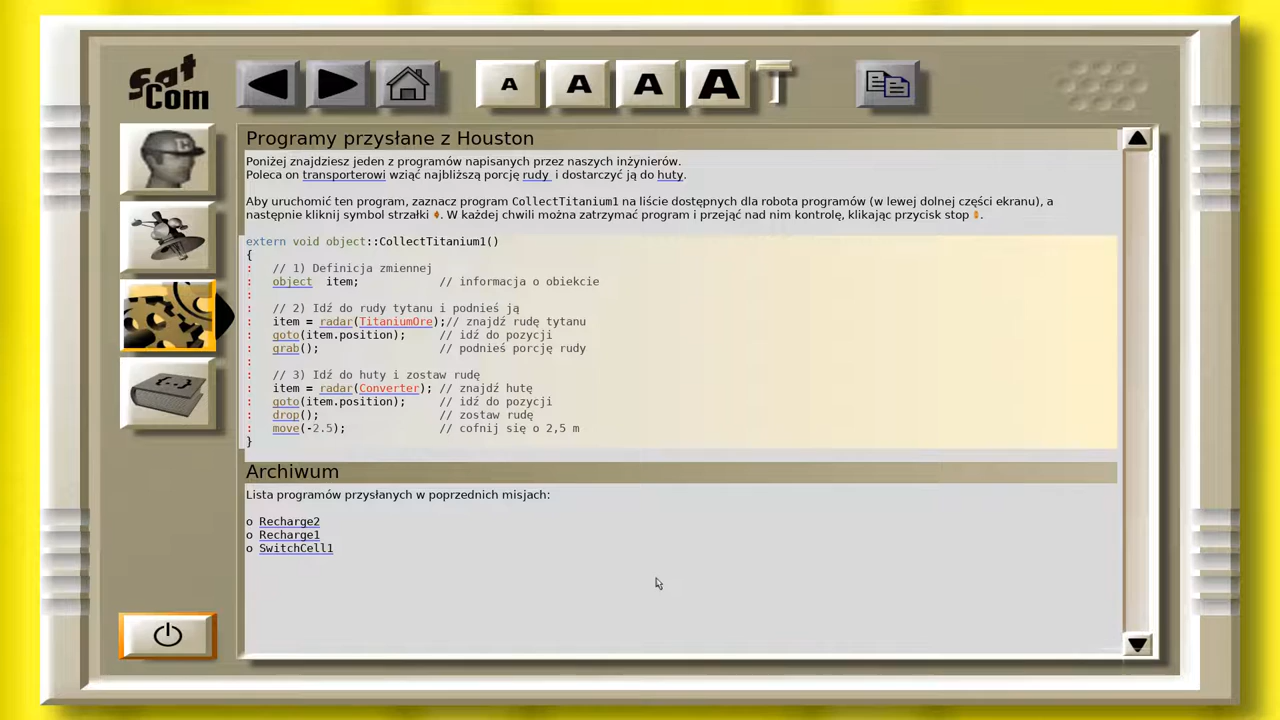 Sat
Com
A A A A
H
Programy przysłane z Houston
Poniżej znajdziesz jeden z programów napisanych przez naszych inżynierów.
Poleca on transporterowi wziąć najbliższą porcję rudy i dostarczyć ją do huty.
Aby uruchomić ten program, zaznacz program CollectTitanium1 na liście dostępnych dla robota programów (w lewej dolnej części ekranu), a
następnie kliknij symbol strzałki . W każdej chwili można zatrzymać program i przejąć nad nim kontrolę, klikając przycisk stop .
extern void object::CollectTitanium1()
{
: // 1) Definicja zmiennej
: object item; // informacja o obiekcie
:
: // 2) Idź do rudy tytanu i podnieś ją
: item = radar(TitaniumOre);// znajdź rudę tytanu
: goto(item.position); // idź do pozycji
: grab(); // podnieś porcję rudy
:
: // 3) Idź do huty i zostaw rudę
: item = radar(Converter); // znajdź hutę
: goto(item.position); // idź do pozycji
: drop(); // zostaw rudę
: move(-2.5); // cofnij się o 2,5 m
}
{..}
Archiwum
Lista programów przysłanych w poprzednich misjach:
o Recharge2
o Recharge1
o SwitchCell1